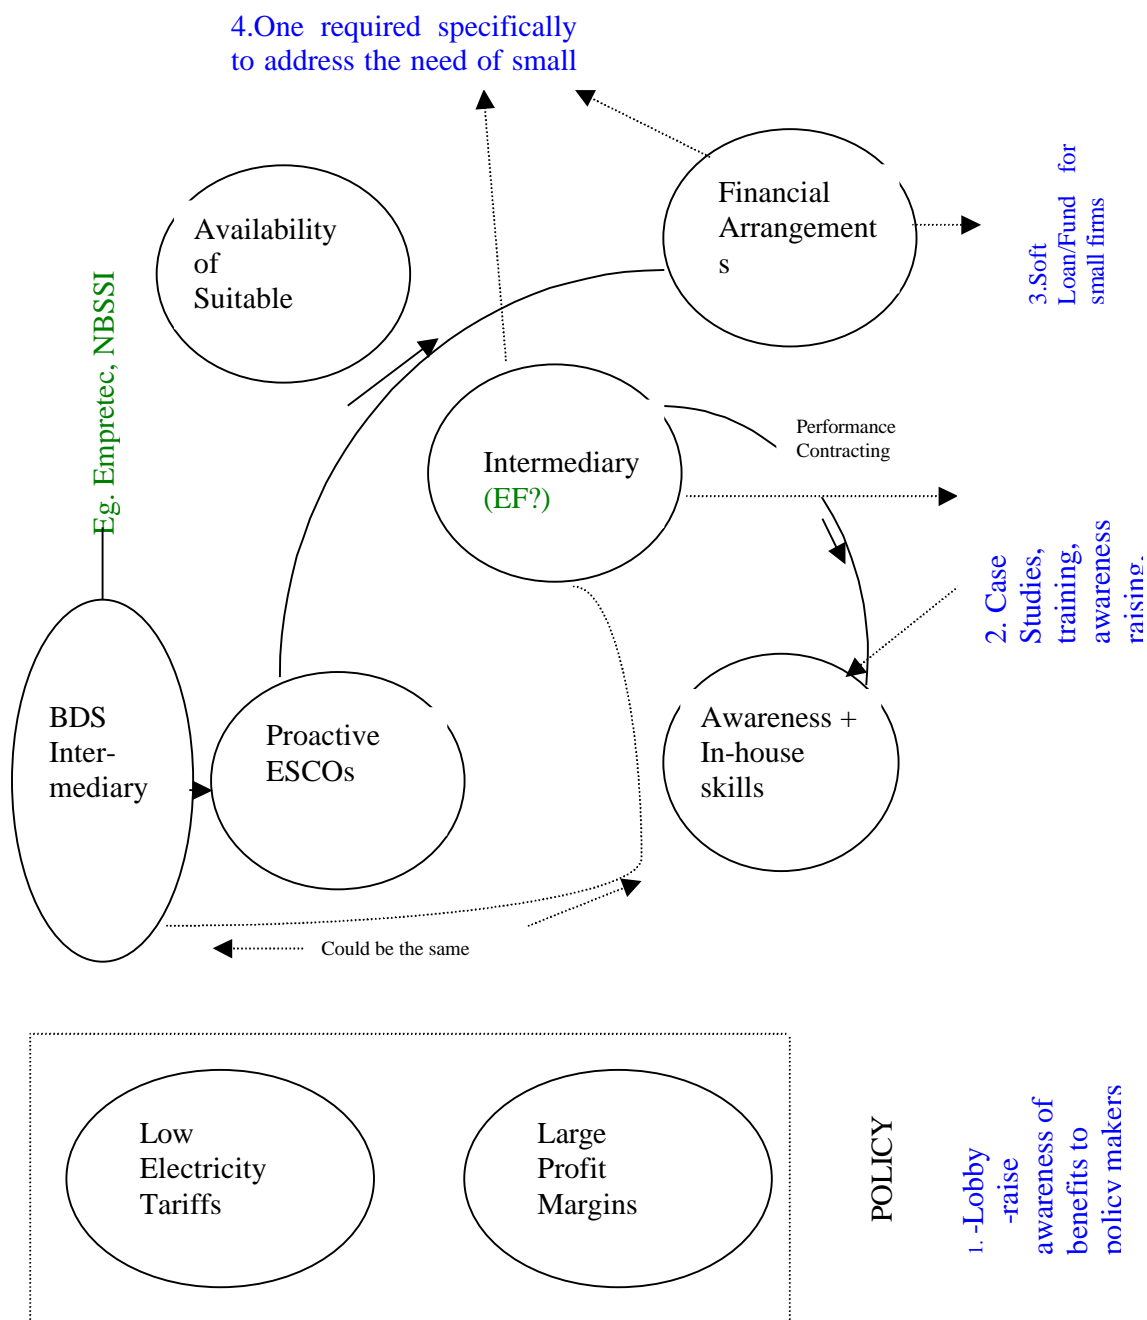 4.One required specifically
to address the need of small
Financial
Arrangement
s
3.Soft
Loan/Fund for
small firms
Availability
of
Suitable
Eg. Empretec, NBSSI
Intermediary
(EF?)
Performance
Contracting
2. Case
Studies,
training,
awareness
raising,
BDS
Inter-
mediary
Proactive
ESCOs
Awareness +
In-house
skills
Could be the same
Low
Electricity
Tariffs
Large
Profit
Margins
POLICY
1. -Lobby
-raise
awareness of
benefits to
policy makers